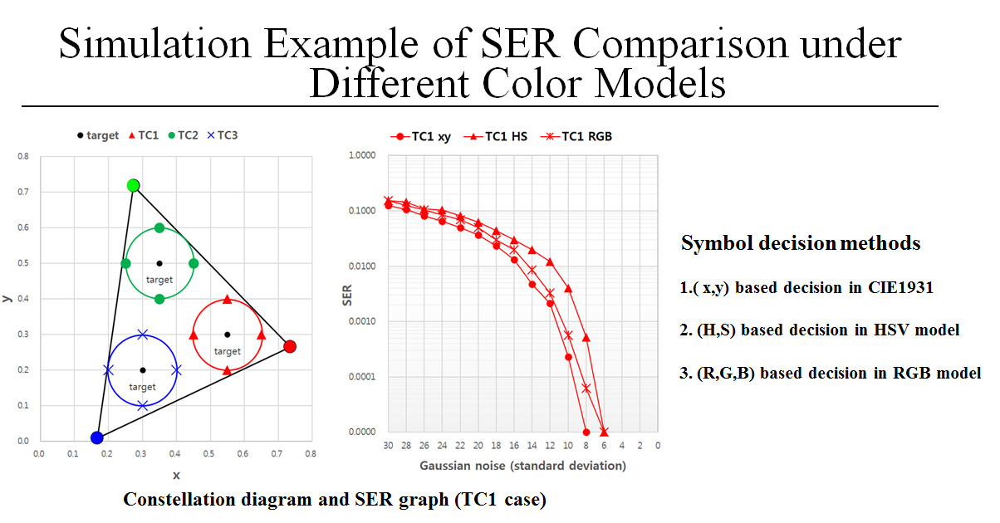 Simulation Example of SER Comparison under
Different Color Models
target TC1 TC2 TC3
0.8
0.7
0.6
0.5
0.4
0.3
0.2
0.1
0.0
y
0.0 0.1 0.2 0.3 0.4 0.5 0.6 0.7 0.8
x
target
target
target
TC1 xy TC1 HS TC1 RGB
1.0000
0.1000
0.0100
0.0010
0.0001
0.0000
SER
30 28 26 24 22 20 18 16 14 12 10 8 6 4 2 0
Gaussian noise (standard deviation)
Symbol decision methods
1.( x,y) based decision in CIE1931
2. (H,S) based decision in HSV model
3. (R,G,B) based decision in RGB model
Constellation diagram and SER graph (TC1 case)